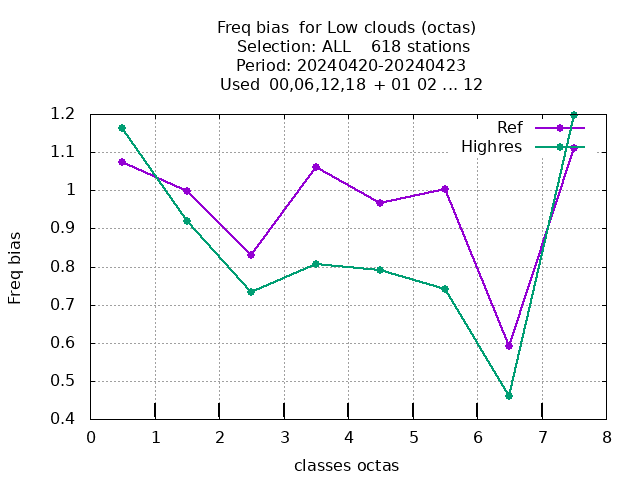 Freq bias  for Low clouds (octas)
Selection: ALL    618 stations
Period: 20240420-20240423
Used  00,06,12,18  + 01 02 ... 12
Ref
Highres
1.2
1.1
1
0.9
0.8
0.7
0.6
0.5
0.4
Freq bias
0 1 2 3 4 5 6 7 8
classes octas